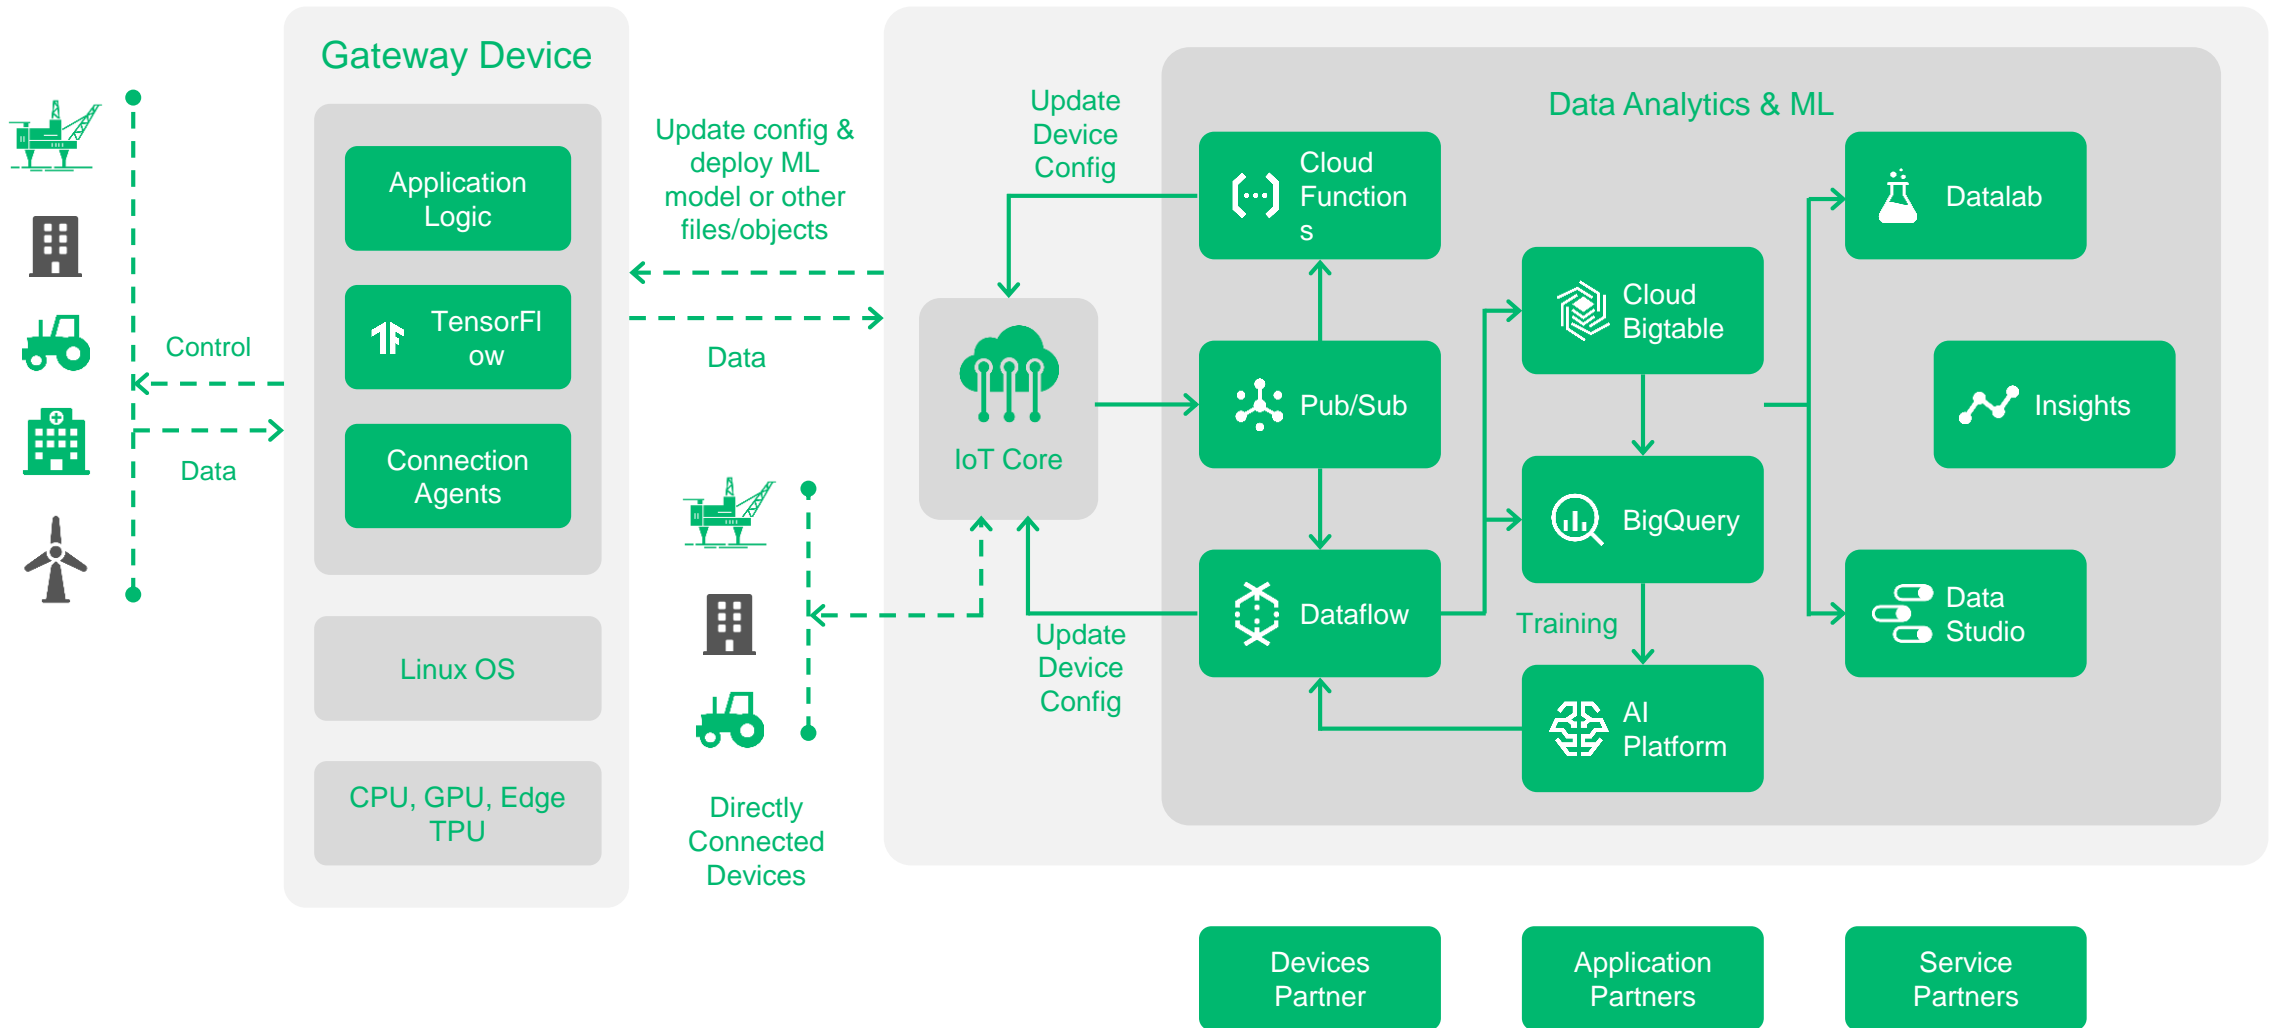 Gateway Device
Application
Logic
TensorFl
ow
Connection
Agents
Linux OS
CPU, GPU, Edge
TPU
Control
Data
Update config &
deploy ML
model or other
files/objects
Data
Directly
Connected
Devices
Update
Device
Config
IoT Core
Update
Device
Config
Data Analytics & ML
Cloud
Function
s
Pub/Sub
Dataflow
Cloud
Bigtable
BigQuery
Training
AI
Platform
Datalab
Insights
Data
Studio
Devices
Partner
Application
Partners
Service
Partners